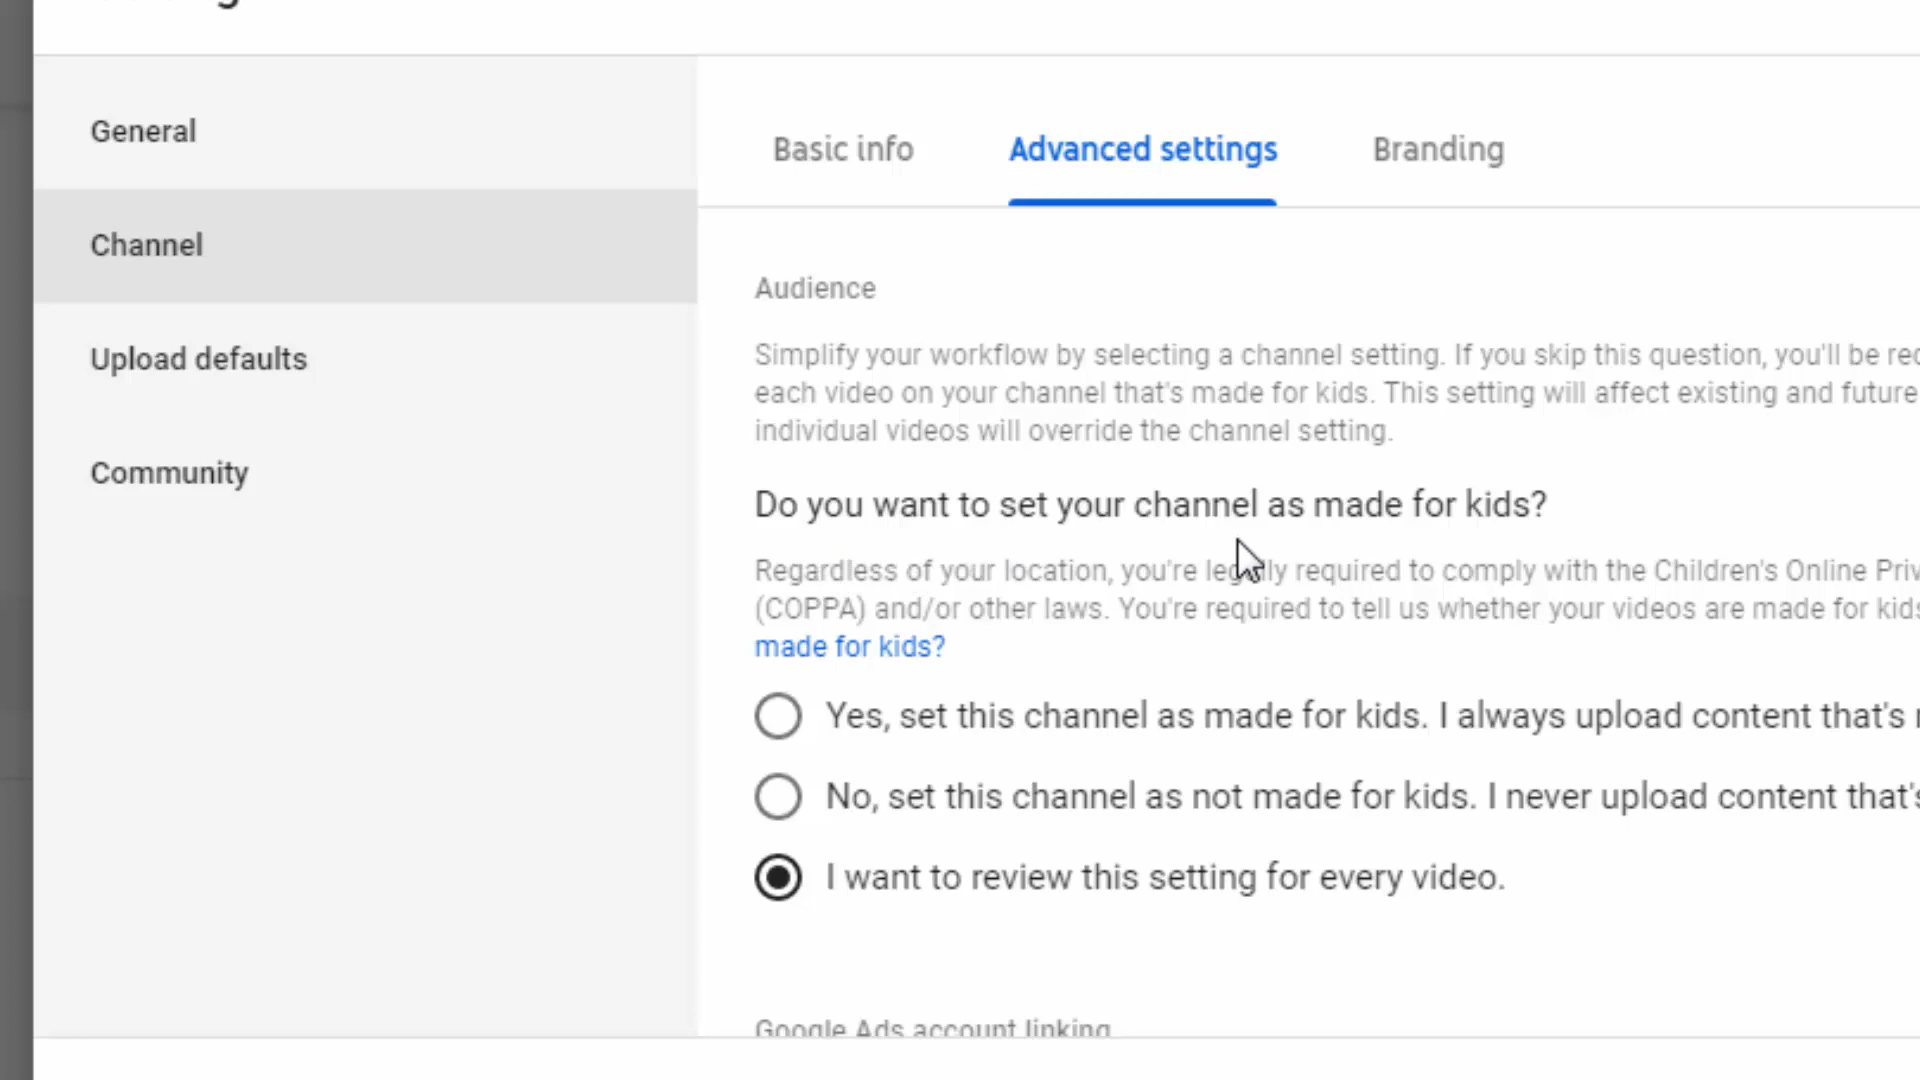 General
Channel
Upload defaults
Community
Basic info
Advanced settings
Branding
Audience
Simplify your workflow by selecting a channel setting. If you skip this question, you'll be
each video on your channel that's made for kids. This setting will affect existing and future
individual videos will override the channel setting.
Do you want to set your channel as made for kids?
Regardless of your location, you're legally required to comply with the Children's Online
(COPPA) and/or other laws. You're required to tell us whether your videos are made for kids
made for kids?
Yes, set this channel as made for kids. I always upload content that's
No, set this channel as not made for kids. I never upload content that's
I want to review this setting for every video.
Google Ads account linking